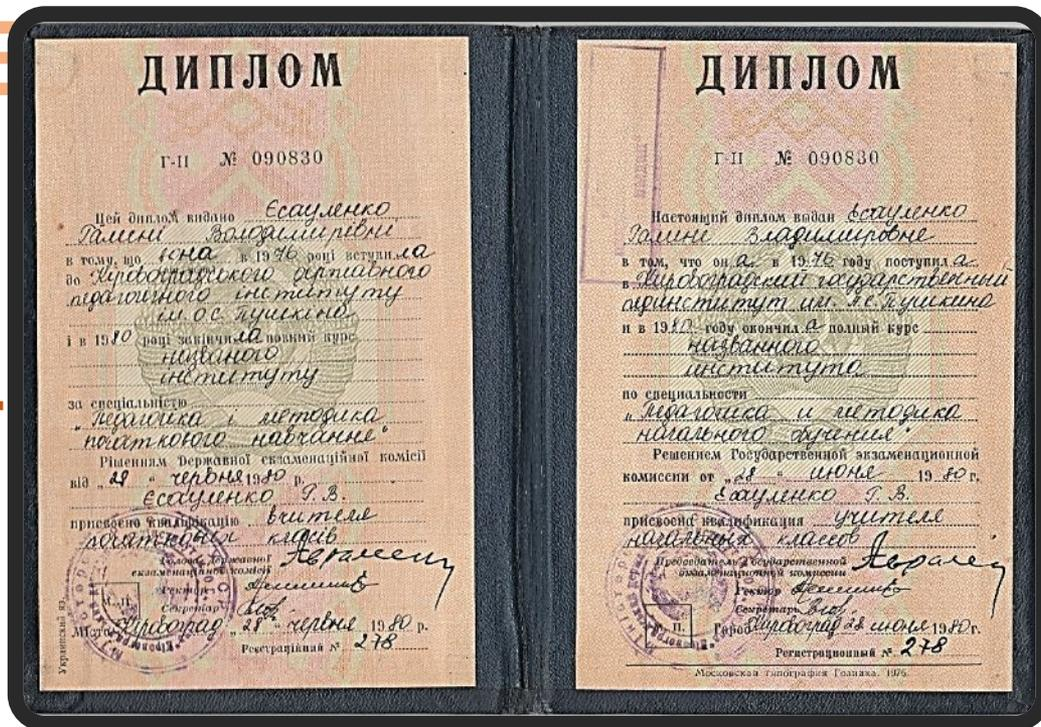 ДИПЛОМ
Г-II № 090830
Цей диплом видано Єсауленко
Галині Володимирівні
в тому, що вона в 1976 році вступила
до Кіровоградського державного
педагогічного інституту
ім. О.С. Пушкіна
і в 1980 році закінчила повний курс
названого
інституту
за спеціальністю
"Педагогіка і методика
початкового навчання"
Рішенням Державної екзаменаційної комісії
від „28 “ червня 1980 р.
Єсауленко Г.В.
присвоєно кваліфікацію вчителя
початкових класів
Голова Державної
екзаменаційної комісії
Ректор
Секретар
М.П.
Місто Кіровоград „28 “ червня 1980 р.
Реєстраційний № 278
Украинский яз.
ДИПЛОМ
Г-II № 090830
Настоящий диплом выдан Есауленко
Галине Владимировне
в том, что он а в 1976 году поступил а
в Кировоградский государственный
пединститут им. А.С. Пушкина
и в 1980 году окончил а полный курс
названного
института
по специальности
„Педагогика и методика
начального обучения"
Решением Государственной экзаменационной
комиссии от „28 “ июня 1980 г.
Есауленко Г.В.
присвоена квалификация учителя
начальных классов
Председатель Государственной
экзаменационной комиссии
Ректор
Секретарь
М. П.
Город Кировоград 28 июня 1980 г.
Регистрационный № 278
Московская типография Гознака. 1976.